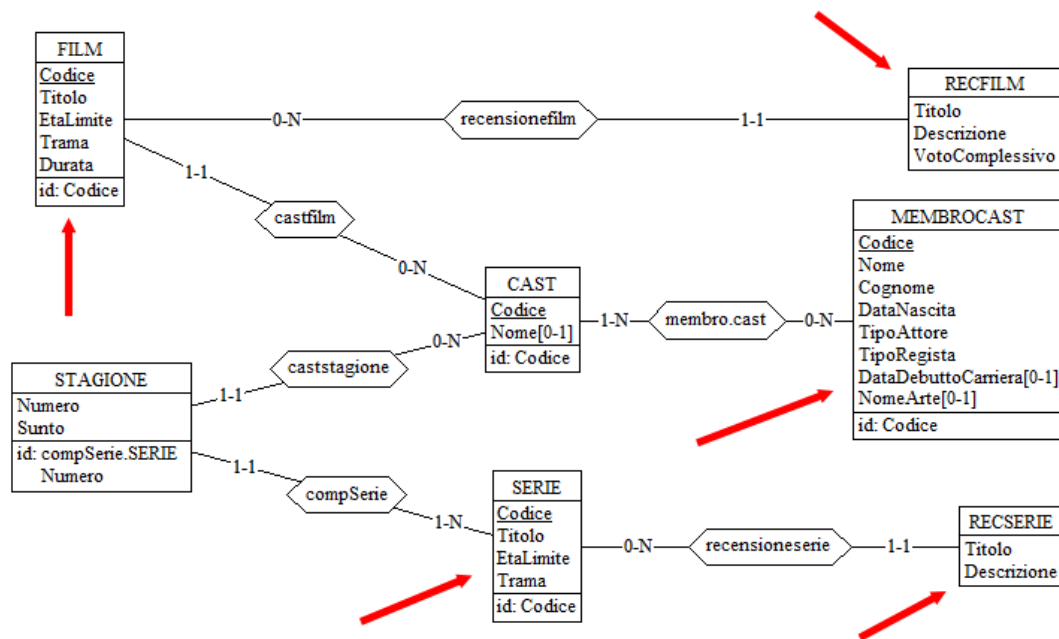 FILM
Codice
Titolo
EtaLimite
Trama
Durata
id: Codice
0-N
recensionefilm
1-1
RECFILM
Titolo
Descrizione
VotoComplessivo
1-1
castfilm
0-N
CAST
Codice
Nome[0-1]
id: Codice
1-N
membro.cast
0-N
MEMBROCAST
Codice
Nome
Cognome
DataNascita
TipoAttore
TipoRegista
DataDebuttoCarriera[0-1]
NomeArte[0-1]
id: Codice
0-N
caststagione
1-1
STAGIONE
Numero
Sunto
id: compSerie.SERIE
Numero
1-1
compSerie
1-N
SERIE
Codice
Titolo
EtaLimite
Trama
id: Codice
0-N
recensioneserie
1-1
RECSERIE
Titolo
Descrizione